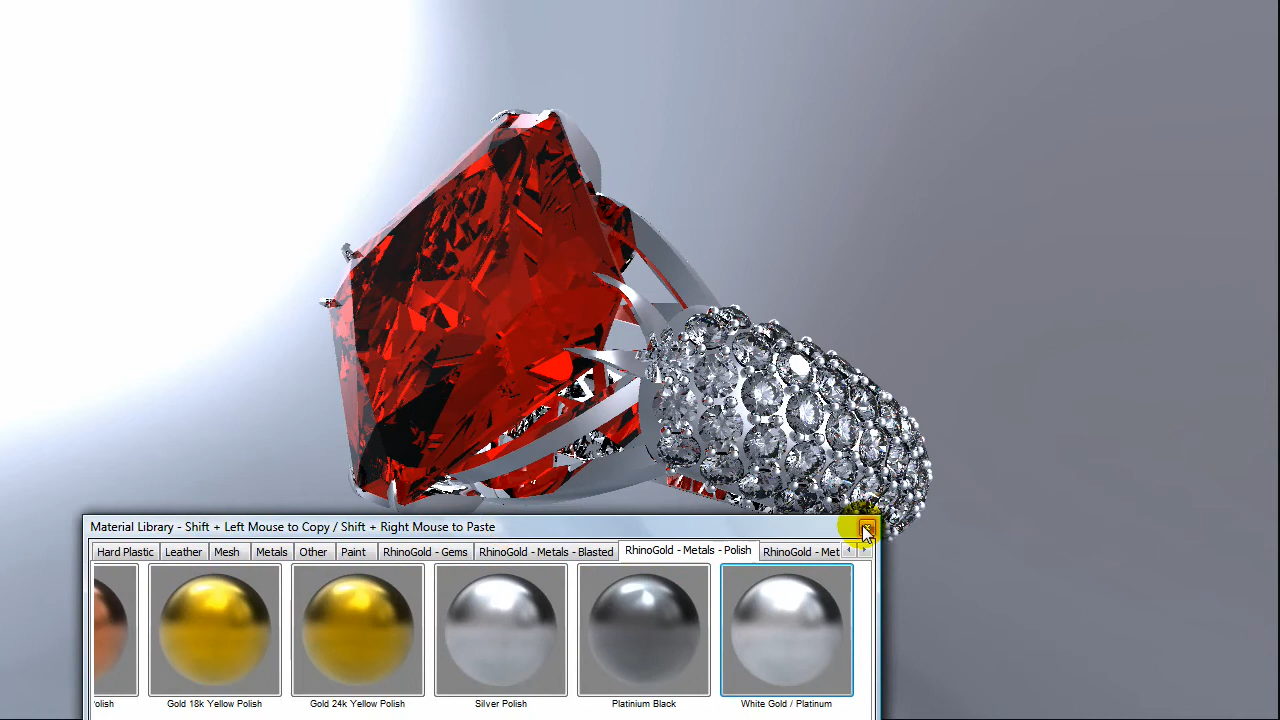 Material Library - Shift + Left Mouse to Copy / Shift + Right Mouse to Paste
Hard Plastic Leather Mesh Metals Other Paint RhinoGold - Gems RhinoGold - Metals - Blasted RhinoGold - Metals - Polish RhinoGold - Met
olish Gold 18k Yellow Polish Gold 24k Yellow Polish Silver Polish Platinium Black White Gold / Platinum